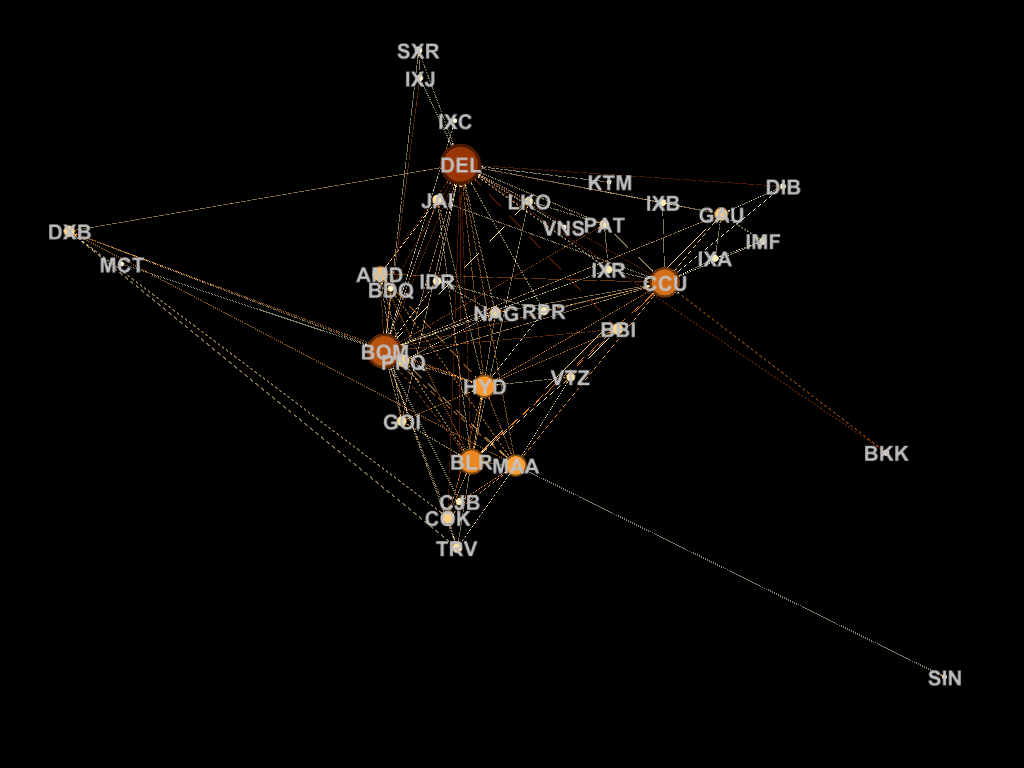 SXR
IXJ
IXC
DEL
KTM
DIB
JAI
LKO
IXB
GAU
VNS
PAT
DXB
IMF
MCT
IXA
AMD
IXR
IDR
CCU
BDQ
NAG
RPR
BBI
BOM
PNQ
VTZ
HYD
GOI
BKK
BLR
MAA
CJB
COK
TRV
SIN